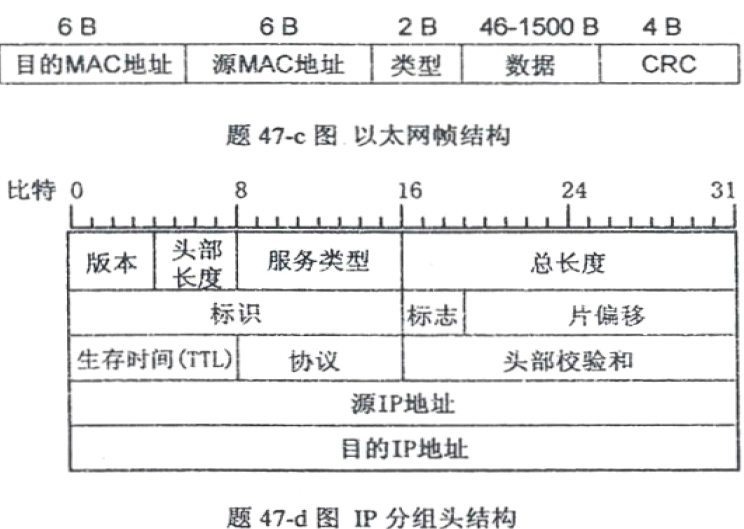 6 B 6 B 2 B 46-1500 B 4 B
目的MAC地址 源MAC地址 类型 数据 CRC
题 47-c 图 以太网帧结构
比特 0 8 16 24 31
版本 头部长度 服务类型 总长度
标识 标志 片偏移
生存时间(TTL) 协议 头部校验和
源IP地址
目的IP地址
题 47-d 图 IP 分组头结构